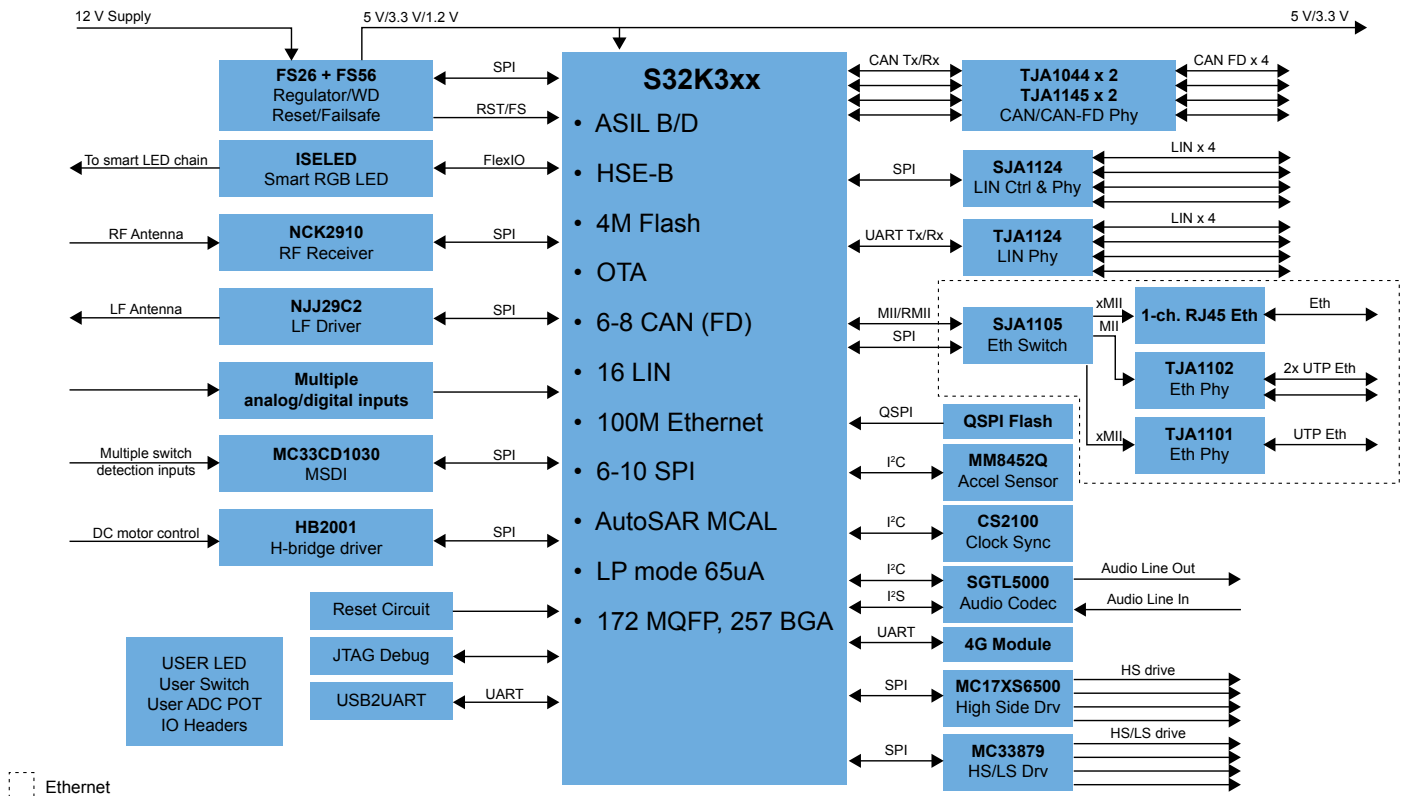 12 V Supply
5 V/3.3 V/1.2 V
5 V/3.3 V
FS26 + FS56
Regulator/WD
Reset/Failsafe
SPI
RST/FS
To smart LED chain
ISELED
Smart RGB LED
FlexIO
RF Antenna
NCK2910
RF Receiver
SPI
LF Antenna
NJJ29C2
LF Driver
SPI
Multiple
analog/digital inputs
Multiple switch
detection inputs
MC33CD1030
MSDI
SPI
DC motor control
HB2001
H-bridge driver
SPI
Reset Circuit
JTAG Debug
USB2UART
UART
USER LED
User Switch
User ADC POT
IO Headers
Ethernet
S32K3xx
• ASIL B/D
• HSE-B
• 4M Flash
• OTA
• 6-8 CAN (FD)
• 16 LIN
• 100M Ethernet
• 6-10 SPI
• AutoSAR MCAL
• LP mode 65uA
• 172 MQFP, 257 BGA
CAN Tx/Rx
TJA1044 x 2
TJA1145 x 2
CAN/CAN-FD Phy
CAN FD x 4
SPI
SJA1124
LIN Ctrl & Phy
LIN x 4
UART Tx/Rx
TJA1124
LIN Phy
LIN x 4
MII/RMII
SPI
SJA1105
Eth Switch
xMII
MII
xMII
1-ch. RJ45 Eth
Eth
TJA1102
Eth Phy
2x UTP Eth
TJA1101
Eth Phy
UTP Eth
QSPI
QSPI Flash
I²C
MM8452Q
Accel Sensor
I²C
CS2100
Clock Sync
I²C
I²S
SGTL5000
Audio Codec
Audio Line Out
Audio Line In
UART
4G Module
SPI
MC17XS6500
High Side Drv
HS drive
SPI
MC33879
HS/LS Drv
HS/LS drive